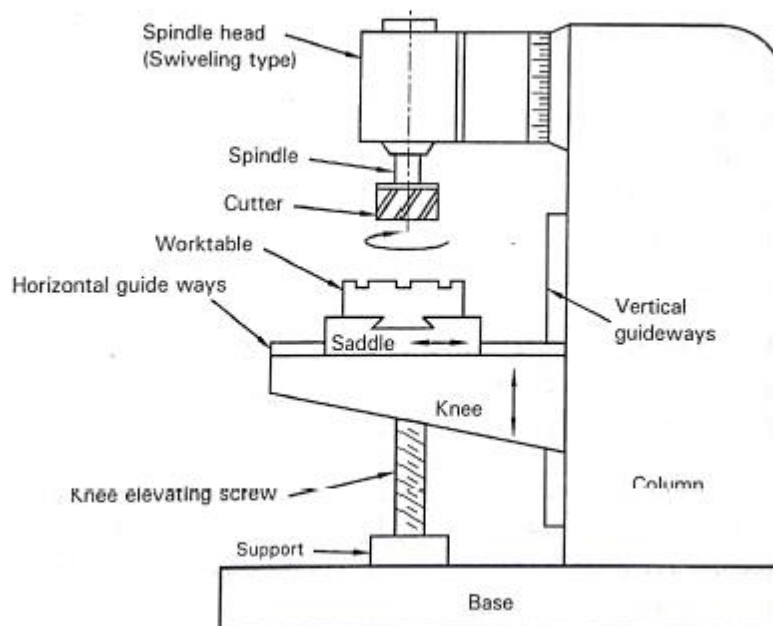 Spindle head
(Swiveling type)
Spindle
Cutter
Worktable
Horizontal guide ways
Vertical
guideways
Saddle
Knee
Knee elevating screw
Column
Support
Base